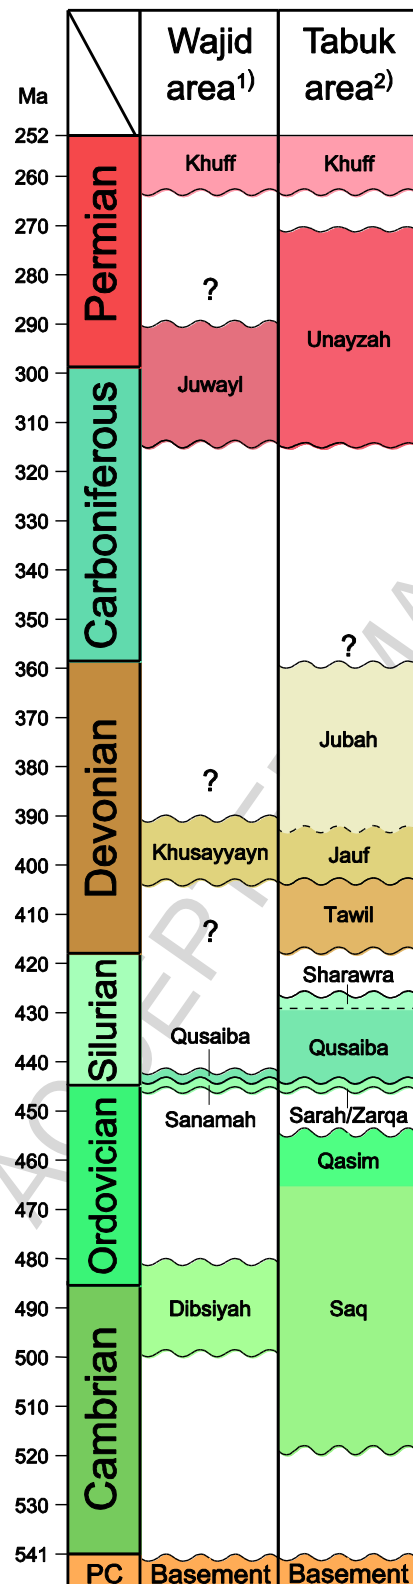 Wajid
area1)
Tabuk
area2)
Ma
252
260
270
280
290
300
310
320
330
340
350
360
370
380
390
400
410
420
430
440
450
460
470
480
490
500
510
520
530
541
Permian
Carboniferous
Devonian
Silurian
Ordovician
Cambrian
PC
Khuff
?
Juwayl
?
Khusayyayn
?
Qusaiba
Sanamah
Dibsiyah
Basement
Khuff
Unayzah
?
Jubah
Jauf
Tawil
Sharawra
Qusaiba
Sarah/Zarqa
Qasim
Saq
Basement